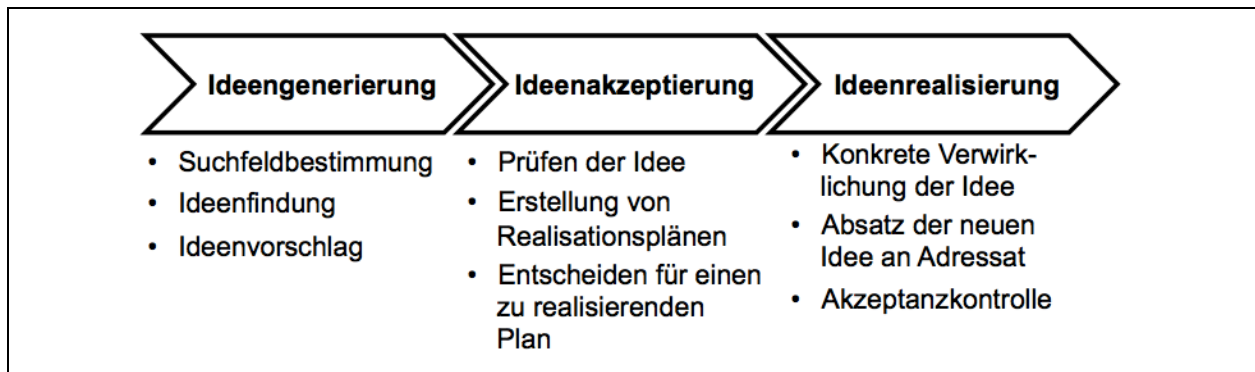 Ideengenerierung
• Suchfeldbestimmung
• Ideenfindung
• Ideenvorschlag
Ideenakzeptierung
• Prüfen der Idee
• Erstellung von
Realisationsplänen
• Entscheiden für einen
zu realisierenden
Plan
Ideenrealisierung
• Konkrete Verwirk-
lichung der Idee
• Absatz der neuen
Idee an Adressat
• Akzeptanzkontrolle